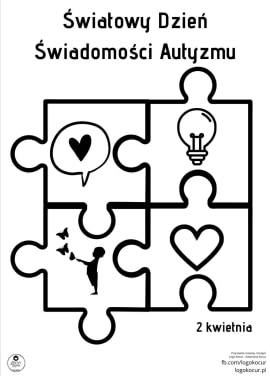 Światowy Dzień
Świadomości Autyzmu
2 kwietnia
fb.com/logokocur
logokocur.pl